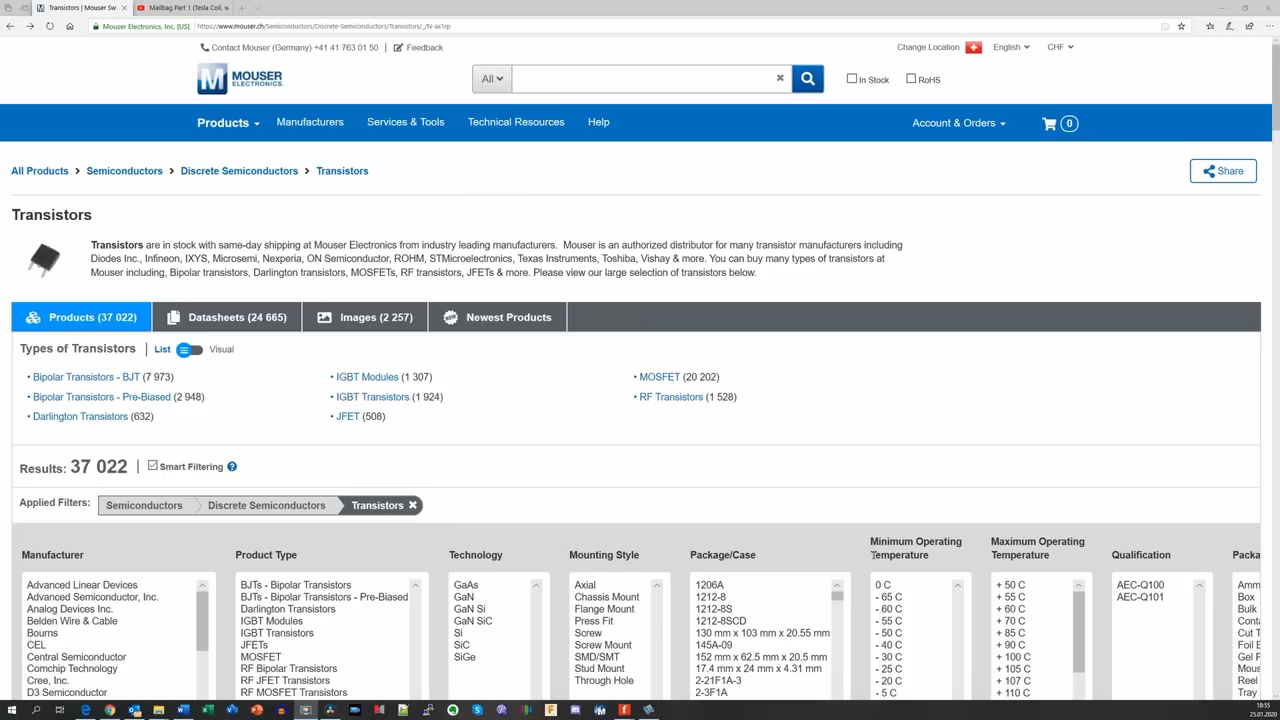 Transistors | Mouser Sw
Mailbag Part 1 (Tesla Coil, w
Mouser Electronics, Inc. [US]
https://www.mouser.ch/Semiconductors/Discrete-Semiconductors/Transistors/_/N-ax1rp
Contact Mouser (Germany) +41 41 763 01 50 | Feedback
Change Location English CHF
M MOUSER ELECTRONICS
All
In Stock RoHS
Products Manufacturers Services & Tools Technical Resources Help Account & Orders 0
All Products > Semiconductors > Discrete Semiconductors > Transistors
Share
Transistors
Transistors are in stock with same-day shipping at Mouser Electronics from industry leading manufacturers. Mouser is an authorized distributor for many transistor manufacturers including
Diodes Inc., Infineon, IXYS, Microsemi, Nexperia, ON Semiconductor, ROHM, STMicroelectronics, Texas Instruments, Toshiba, Vishay & more. You can buy many types of transistors at
Mouser including, Bipolar transistors, Darlington transistors, MOSFETs, RF transistors, JFETs & more. Please view our large selection of transistors below.
Products (37 022) Datasheets (24 665) Images (2 257) Newest Products
Types of Transistors | List Visual
• Bipolar Transistors - BJT (7 973) • IGBT Modules (1 307) • MOSFET (20 202)
• Bipolar Transistors - Pre-Biased (2 948) • IGBT Transistors (1 924) • RF Transistors (1 528)
• Darlington Transistors (632) • JFET (508)
Results: 37 022 | Smart Filtering ?
Applied Filters: Semiconductors Discrete Semiconductors Transistors
Manufacturer
Advanced Linear Devices
Advanced Semiconductor, Inc.
Analog Devices Inc.
Belden Wire & Cable
Bourns
CEL
Central Semiconductor
Comchip Technology
Cree, Inc.
D3 Semiconductor
Product Type
BJTs - Bipolar Transistors
BJTs - Bipolar Transistors - Pre-Biased
Darlington Transistors
IGBT Modules
IGBT Transistors
JFETs
MOSFET
RF Bipolar Transistors
RF JFET Transistors
RF MOSFET Transistors
Technology
GaAs
GaN
GaN Si
GaN SiC
Si
SiC
SiGe
Mounting Style
Axial
Chassis Mount
Flange Mount
Press Fit
Screw
Screw Mount
SMD/SMT
Stud Mount
Through Hole
Package/Case
1206A
1212-8
1212-8S
1212-8SCD
130 mm x 103 mm x 20.55 mm
145A-09
152 mm x 62.5 mm x 20.5 mm
17.4 mm x 24 mm x 4.31 mm
2-21F1A-3
2-3F1A
Minimum Operating
Temperature
0 C
- 65 C
- 60 C
- 55 C
- 50 C
- 40 C
- 30 C
- 25 C
- 20 C
- 5 C
Maximum Operating
Temperature
+ 50 C
+ 55 C
+ 60 C
+ 70 C
+ 85 C
+ 90 C
+ 100 C
+ 105 C
+ 107 C
+ 110 C
Qualification
AEC-Q100
AEC-Q101
Packa
Amm
Box
Bulk
Conta
Cut T
Foil B
Gel P
Mous
Reel
Tray
18:55
25.01.2020